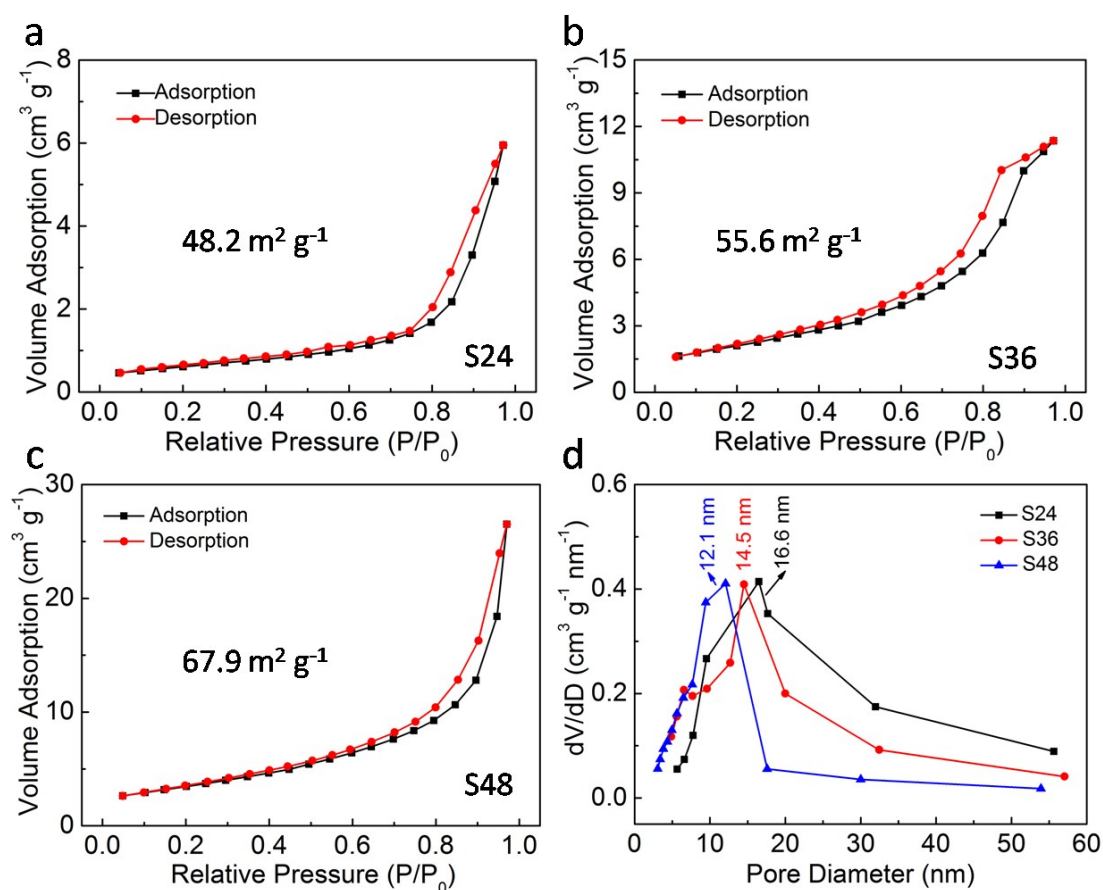 a
8
6
4
2
0
Volume Adsorption (cm³ g⁻¹)
Adsorption
Desorption
48.2 m² g⁻¹
S24
0.0 0.2 0.4 0.6 0.8 1.0
Relative Pressure (P/P₀)
b
15
12
9
6
3
0
Volume Adsorption (cm³ g⁻¹)
Adsorption
Desorption
55.6 m² g⁻¹
S36
0.0 0.2 0.4 0.6 0.8 1.0
Relative Pressure (P/P₀)
c
30
20
10
0
Volume Adsorption (cm³ g⁻¹)
Adsorption
Desorption
67.9 m² g⁻¹
S48
0.0 0.2 0.4 0.6 0.8 1.0
Relative Pressure (P/P₀)
d
0.6
0.4
0.2
0.0
dV/dD (cm³ g⁻¹ nm⁻¹)
12.1 nm
14.5 nm
16.6 nm
S24
S36
S48
0 10 20 30 40 50 60
Pore Diameter (nm)